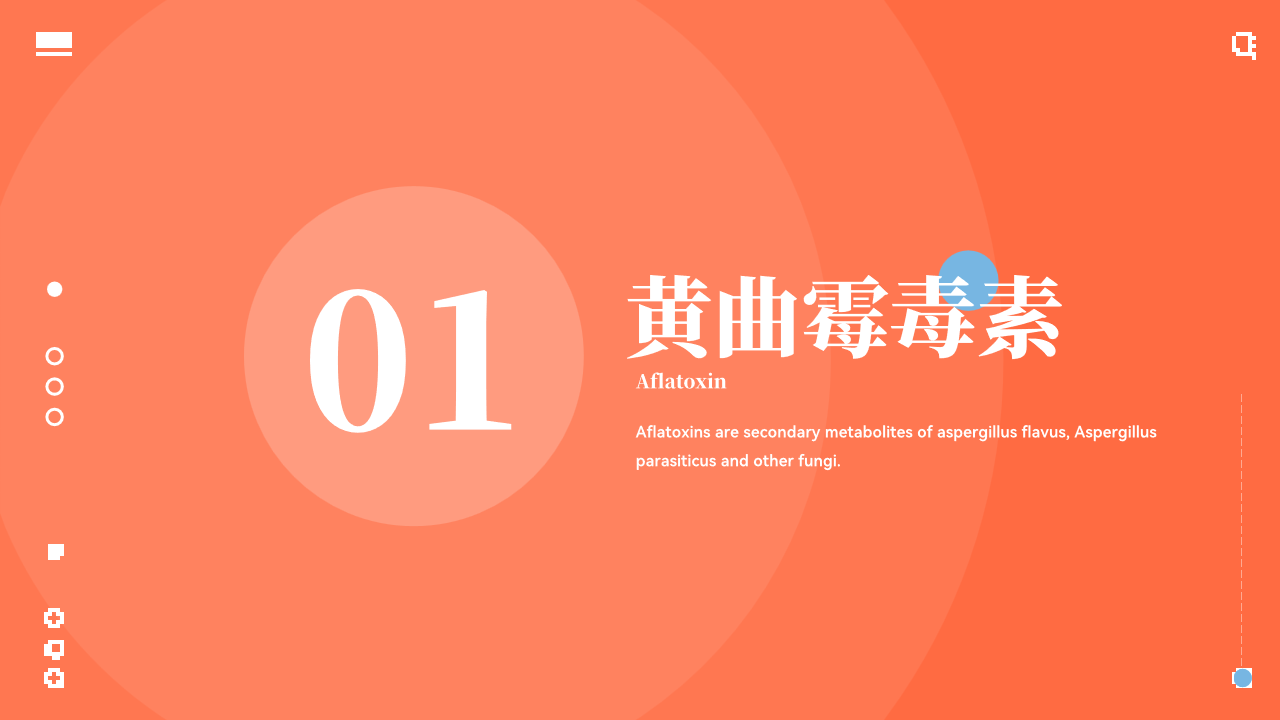 01
黄曲霉毒素
Aflatoxin
Aflatoxins are secondary metabolites of aspergillus flavus, Aspergillus
parasiticus and other fungi.